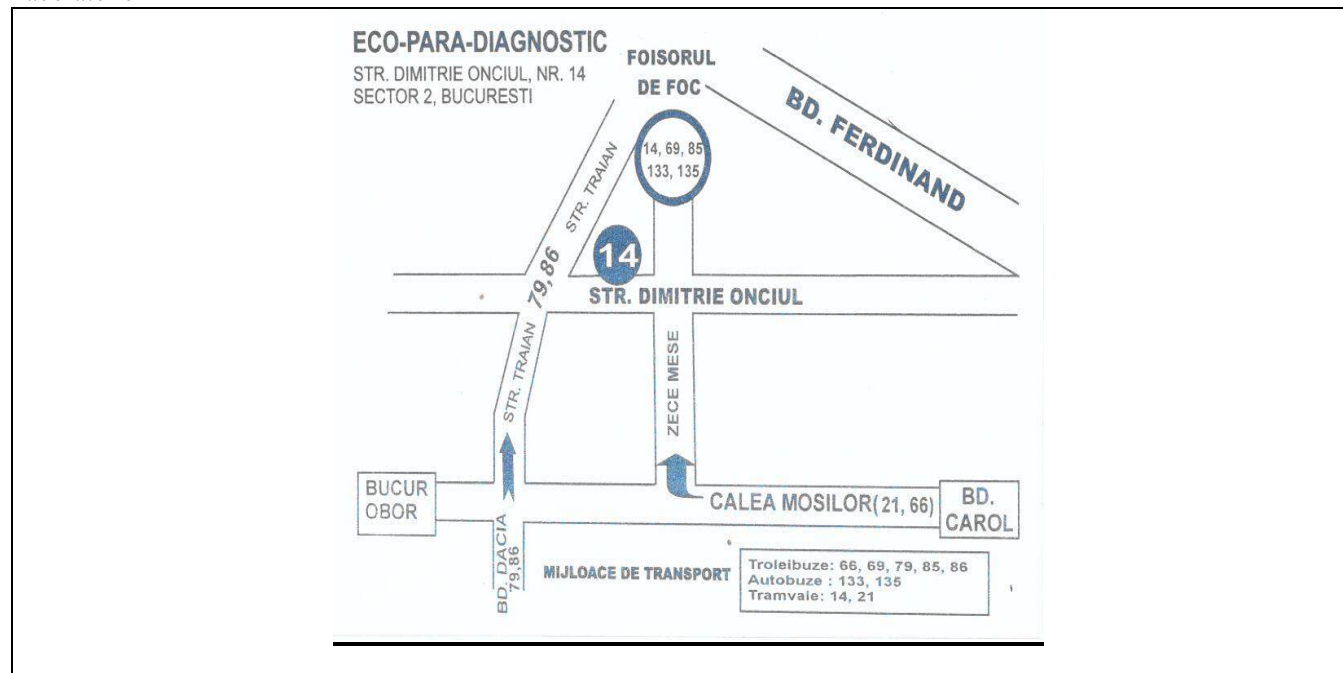 ECO-PARA-DIAGNOSTIC
STR. DIMITRIE ONCIUL, NR. 14
SECTOR 2, BUCURESTI
FOISORUL
DE FOC
BD. FERDINAND
14, 69, 85
133, 135
STR. TRAIAN
79,86
14
STR. DIMITRIE ONCIUL
STR. TRAIAN
ZECE MESE
BUCUR
OBOR
CALEA MOSILOR(21, 66)
BD.
CAROL
BD. DACIA
79,86
MIJLOACE DE TRANSPORT
Troleibuze: 66, 69, 79, 85, 86
Autobuze : 133, 135
Tramvaie: 14, 21